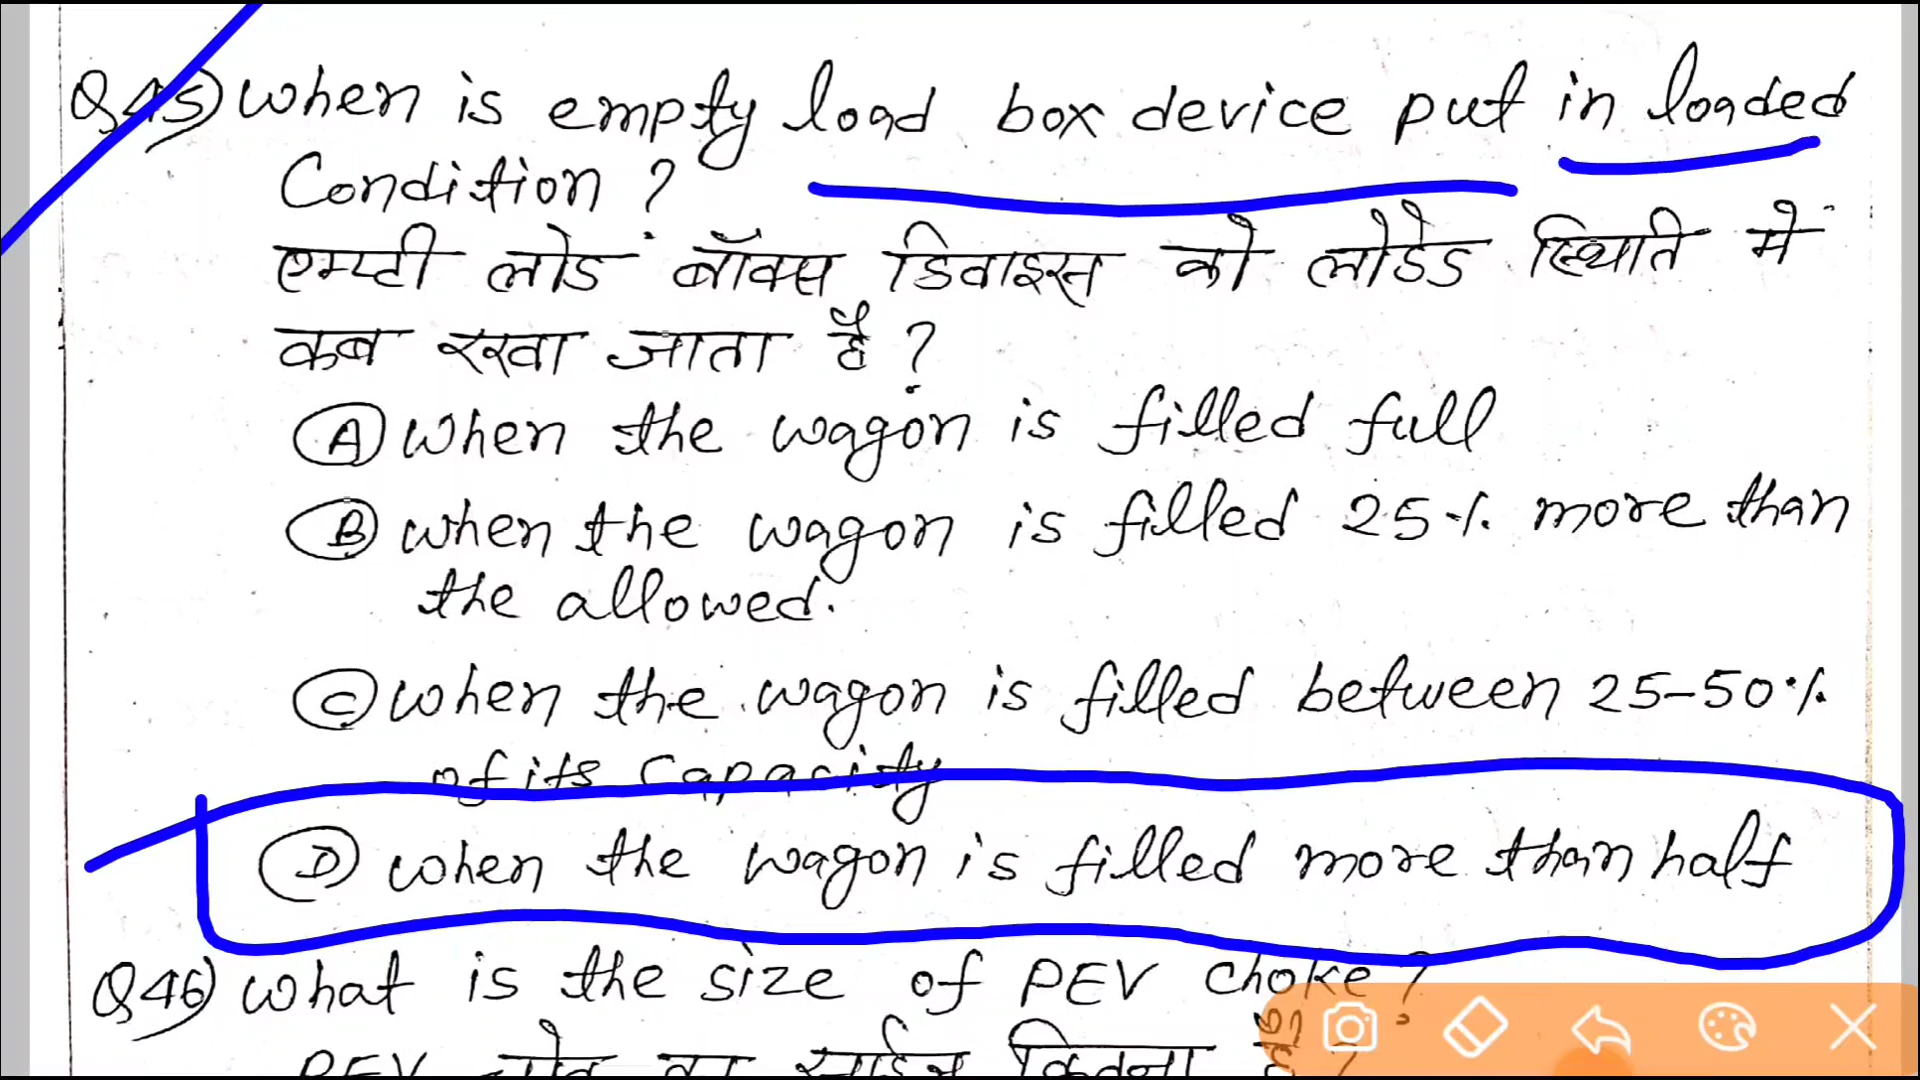 Q45) When is empty load box device put in loaded
Condition ?
एम्प्टी लोड बॉक्स डिवाइस को लोडेड स्थिति में
कब रखा जाता है ?
(A) When the wagon is filled full
(B) when the wagon is filled 25% more than
the allowed.
(C) when the wagon is filled between 25-50%
of its capacity
(D) when the wagon is filled more than half
Q46) What is the size of PEV choke ?
PEV चोक का साईज कितना है ?